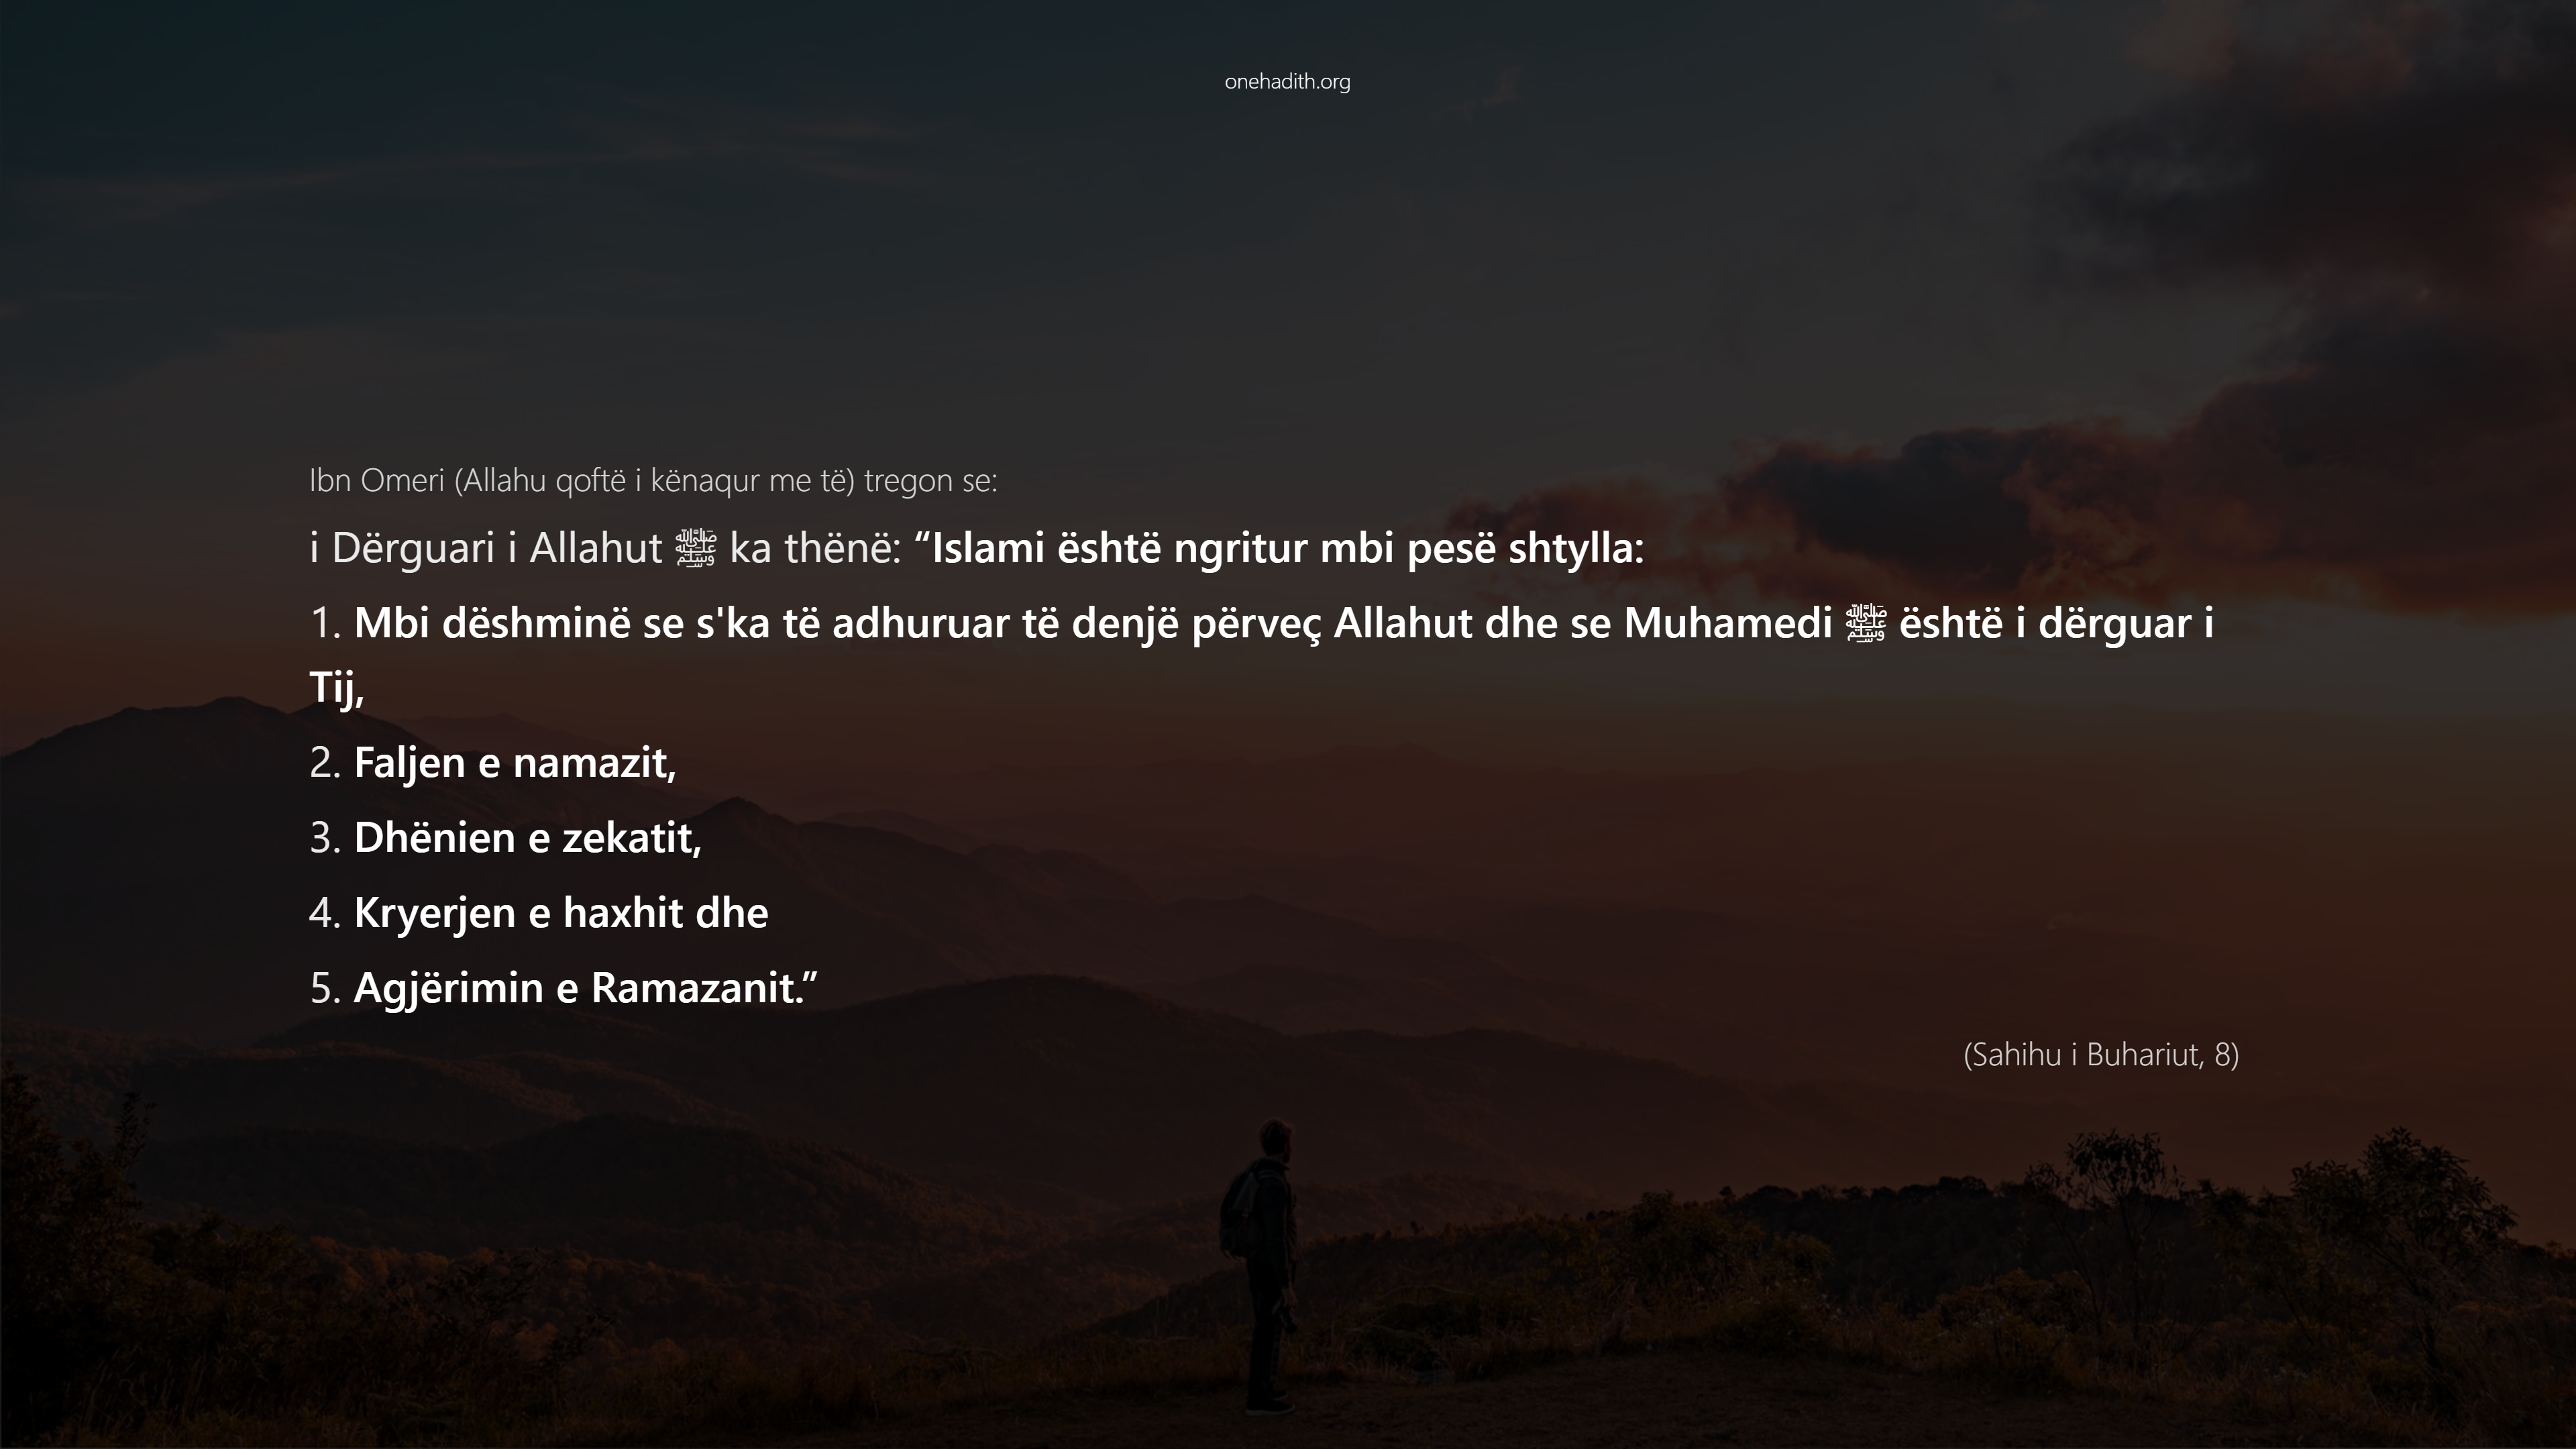 onehadith.org
Ibn Omeri (Allahu qoftë i kënaqur me të) tregon se:
i Dërguari i Allahut ﷺ ka thënë: “Islami është ngritur mbi pesë shtylla:
1. Mbi dëshminë se s'ka të adhuruar të denjë përveç Allahut dhe se Muhamedi ﷺ është i dërguar i
Tij,
2. Faljen e namazit,
3. Dhënien e zekatit,
4. Kryerjen e haxhit dhe
5. Agjërimin e Ramazanit.”
(Sahihu i Buhariut, 8)